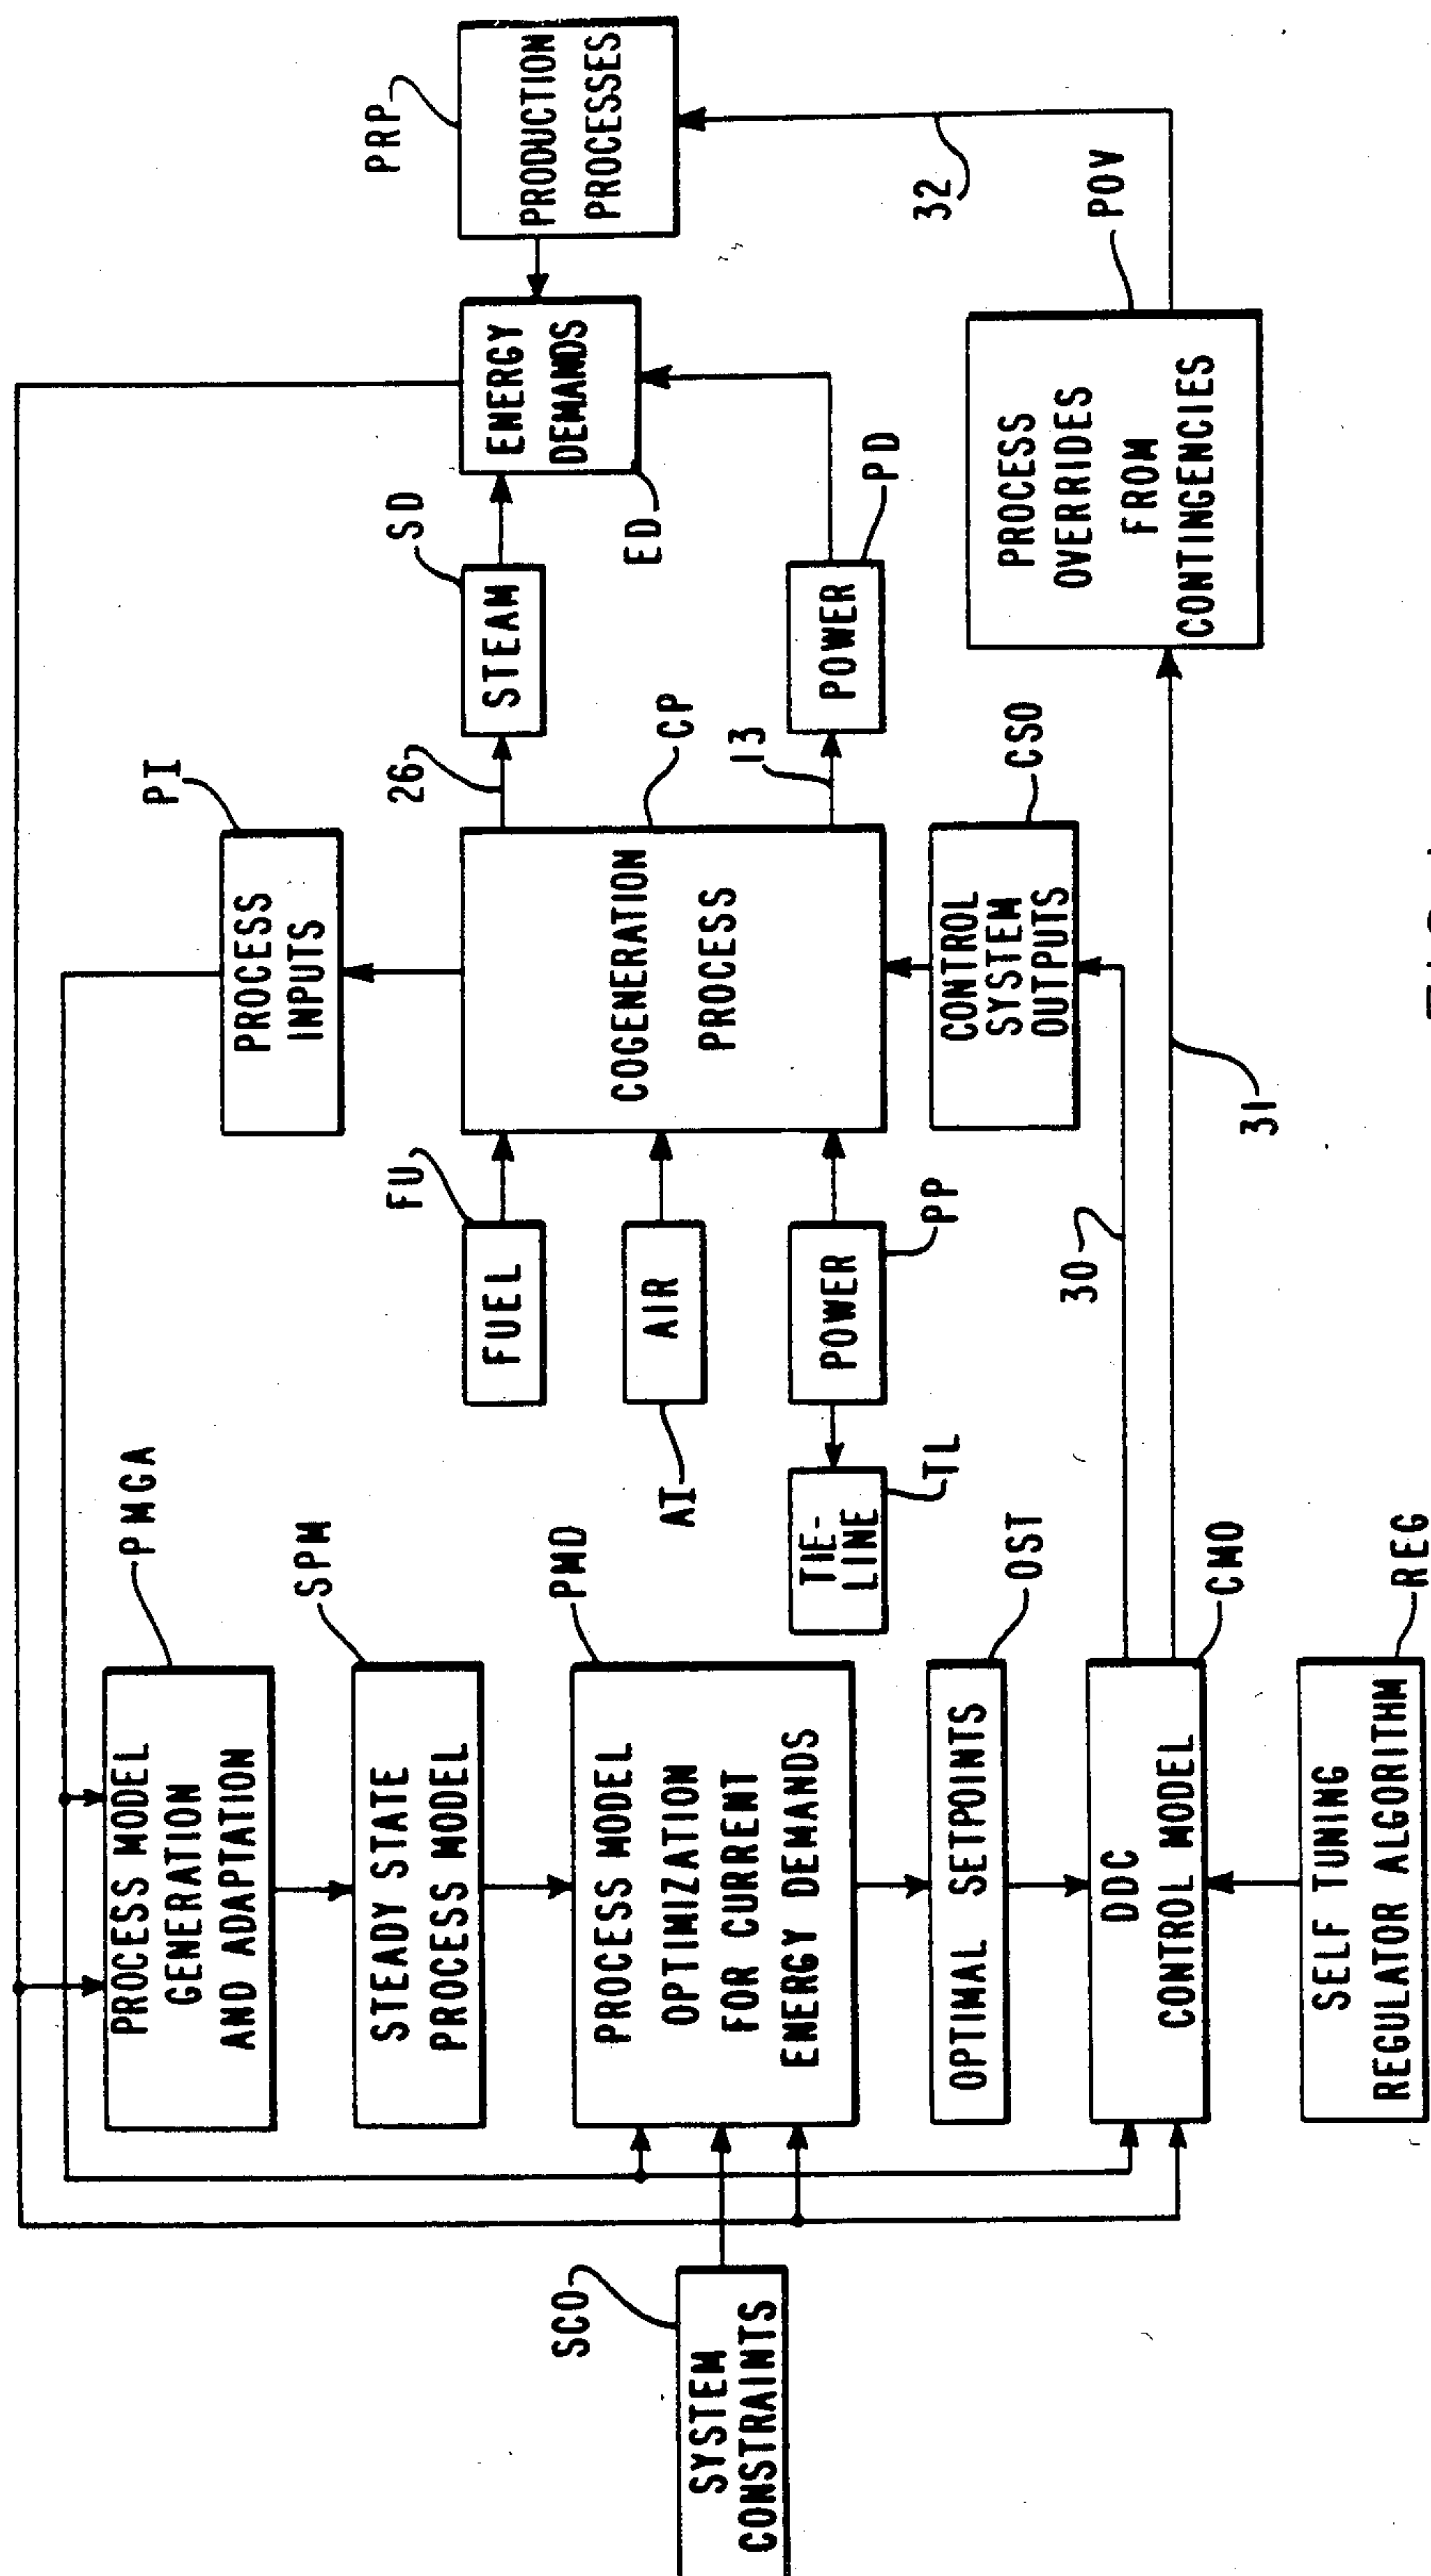 SYSTEM
CONSTRAINTS
SCO
PROCESS MODEL
GENERATION
AND ADAPTATION
PMGA
STEADY STATE
PROCESS MODEL
SPM
PROCESS MODEL
OPTIMIZATION
FOR CURRENT
ENERGY DEMANDS
PMD
OPTIMAL SETPOINTS
OST
DDC
CONTROL MODEL
CMO
SELF TUNING
REGULATOR ALGORITHM
REG
FUEL
FU
AIR
AI
POWER
PP
TIE-
LINE
TL
PROCESS
INPUTS
PI
COGENERATION
PROCESS
CP
CONTROL
SYSTEM
OUTPUTS
CSO
30
31
26
13
STEAM
SD
POWER
PD
ENERGY
DEMANDS
ED
PRODUCTION
PROCESSES
PRP
PROCESS
OVERRIDES
FROM
CONTINGENCIES
POV
32